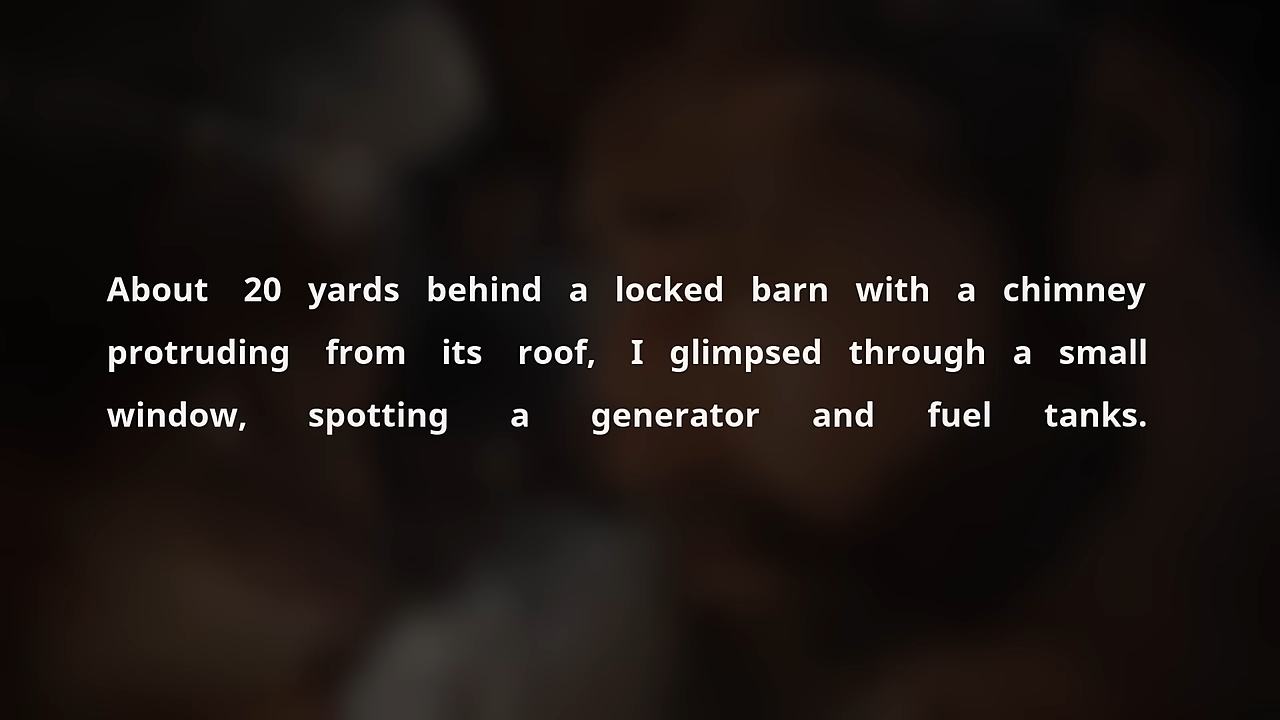 About 20 yards behind a locked barn with a chimney
protruding from its roof, I glimpsed through a small
window, spotting a generator and fuel tanks.